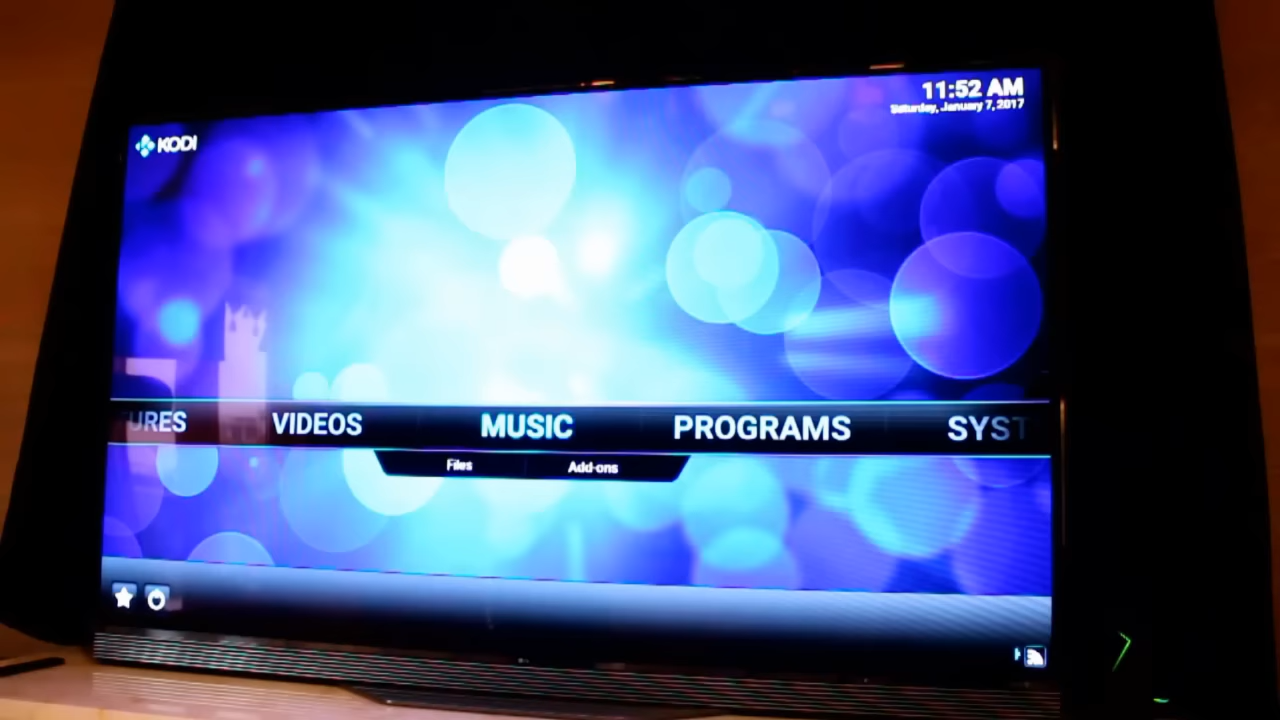 11:52 AM
Saturday, January 7, 2017
KODI
URES VIDEOS MUSIC PROGRAMS SYST
Files Add-ons